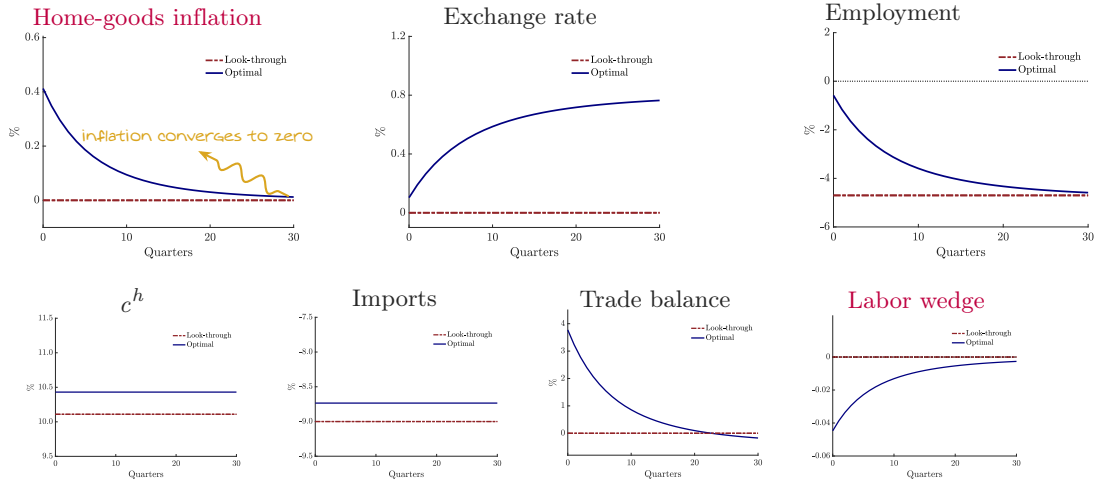 Home-goods inflation
0.6
0.4
0.2
0
%
Look-through
Optimal
inflation converges to zero
0 10 20 30
Quarters
Exchange rate
1.2
0.8
0.4
0
%
Look-through
Optimal
0 10 20 30
Quarters
Employment
2
0
-2
-4
-6
%
Look-through
Optimal
0 10 20 30
Quarters
c^h
11.5
11.0
10.5
10.0
9.5
%
Look-through
Optimal
0 10 20 30
Quarters
Imports
-7.5
-8.0
-8.5
-9.0
-9.5
%
Look-through
Optimal
0 10 20 30
Quarters
Trade balance
4
3
2
1
0
%
Look-through
Optimal
0 10 20 30
Quarters
Labor wedge
0
-0.02
-0.04
-0.06
%
Look-through
Optimal
0 10 20 30
Quarters